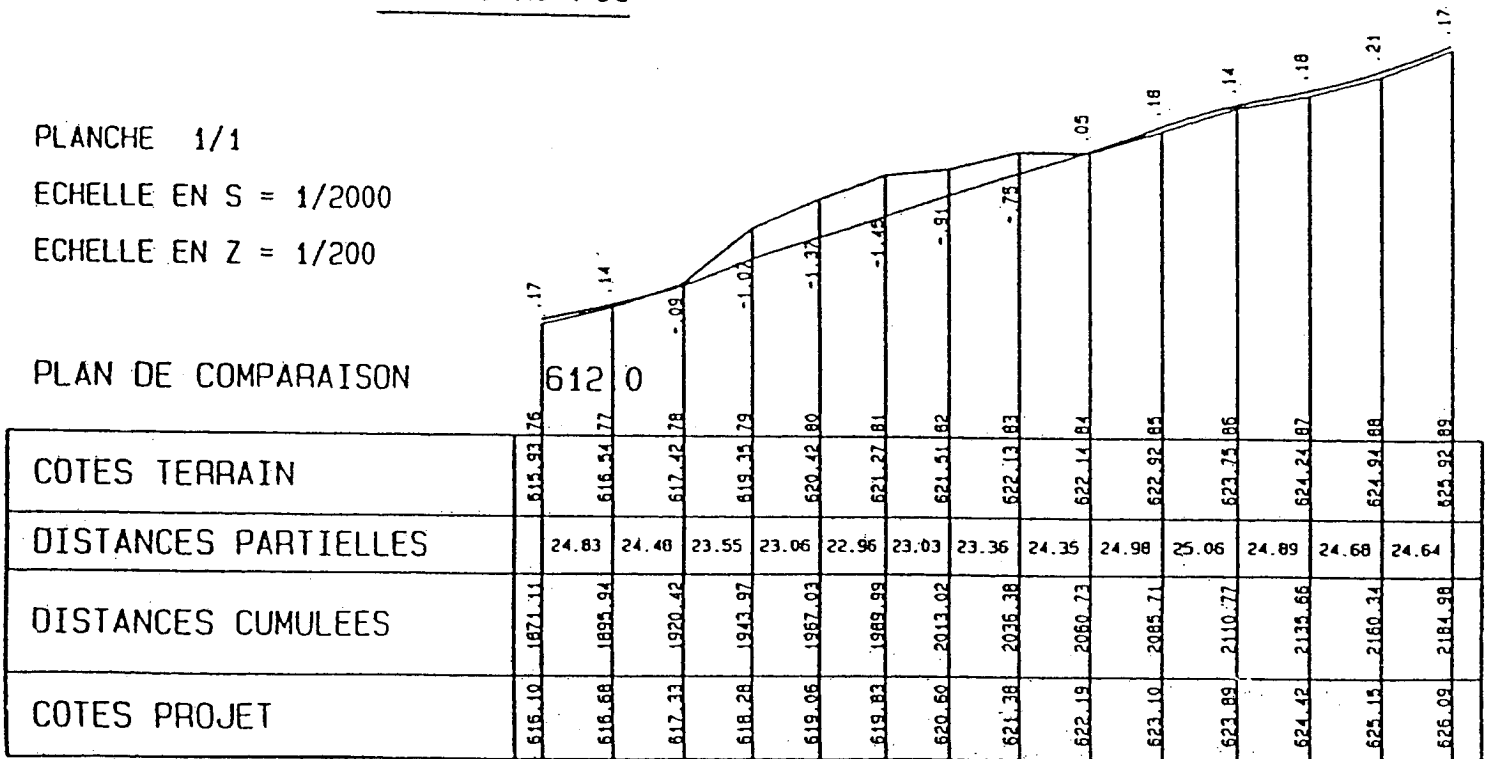 .17 .14 -.09 -1.07 -1.37 -1.45 -.91 -.75 .05 .18 .14 .18 .21 .17
PLANCHE 1/1
ECHELLE EN S = 1/2000
ECHELLE EN Z = 1/200
PLAN DE COMPARAISON 612 0
76 77 78 79 80 81 82 83 84 85 86 87 88 89
COTES TERRAIN 615.93 616.54 617.42 619.35 620.42 621.27 621.51 622.13 622.14 622.92 623.75 624.24 624.94 625.92
DISTANCES PARTIELLES 24.83 24.48 23.55 23.06 22.96 23.03 23.36 24.35 24.98 25.06 24.89 24.68 24.64
DISTANCES CUMULEES 1871.11 1895.94 1920.42 1943.97 1967.03 1989.99 2013.02 2036.38 2060.73 2085.71 2110.77 2135.66 2160.34 2184.98
COTES PROJET 616.10 616.68 617.33 618.28 619.06 619.83 620.60 621.38 622.19 623.10 623.89 624.42 625.15 626.09